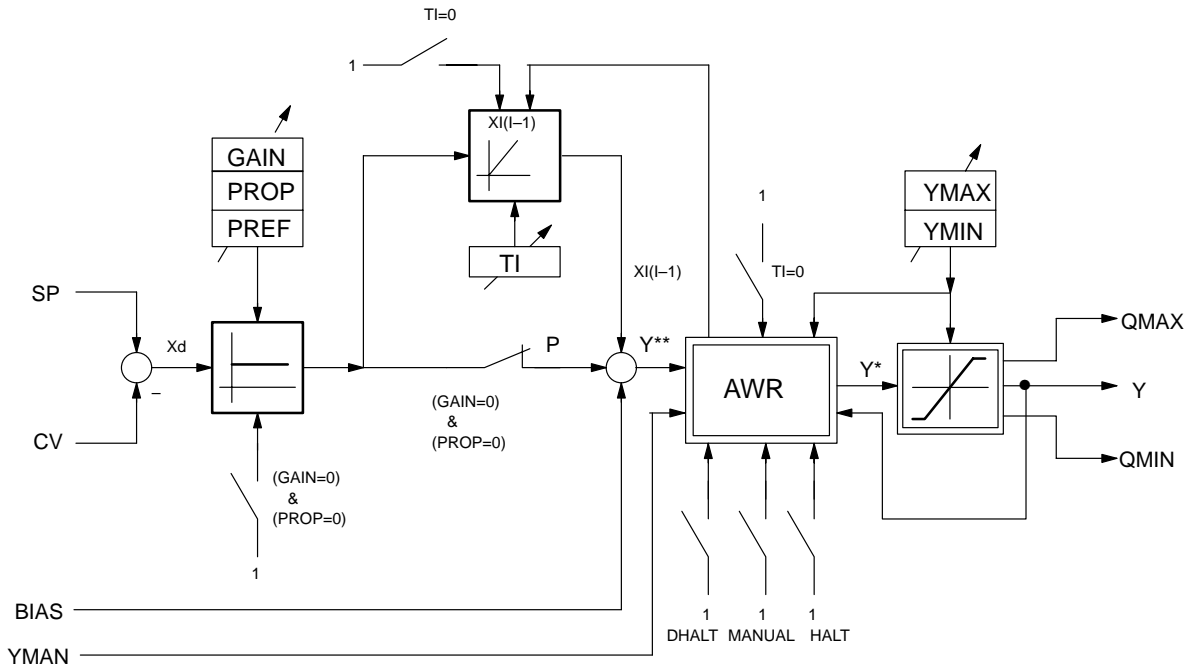 TI=0
1
XI(I–1)
GAIN
PROP
PREF
TI
1
YMAX
YMIN
XI(I–1)
TI=0
SP
QMAX
Xd
P
Y**
AWR
Y*
Y
–
(GAIN=0)
&
(PROP=0)
CV
QMIN
(GAIN=0)
&
(PROP=0)
1
BIAS
1
1
1
DHALT
MANUAL
HALT
YMAN